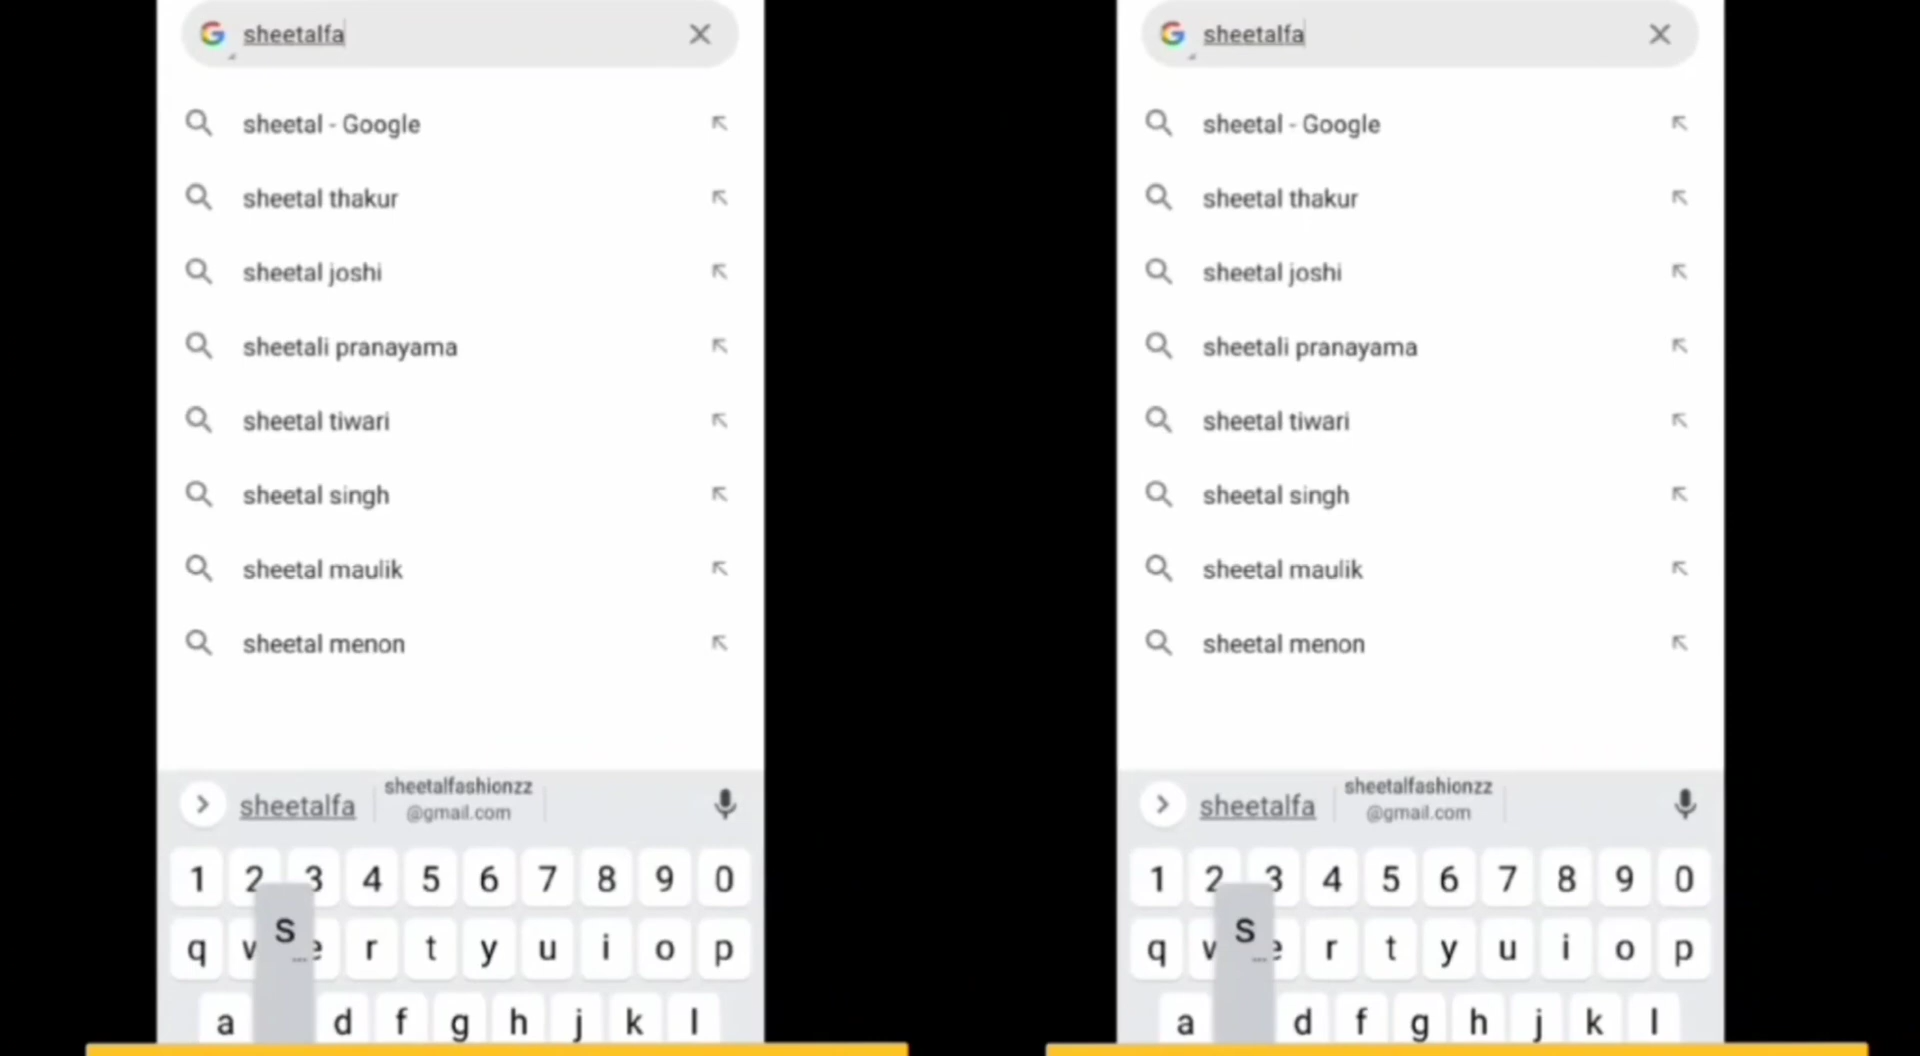 sheetalfa
sheetal - Google
sheetal thakur
sheetal joshi
sheetali pranayama
sheetal tiwari
sheetal singh
sheetal maulik
sheetal menon
sheetalfa
sheetalfashionzz
@gmail.com
1 2 3 4 5 6 7 8 9 0
q w e r t y u i o p
s
a d f g h j k l
sheetalfa
sheetal - Google
sheetal thakur
sheetal joshi
sheetali pranayama
sheetal tiwari
sheetal singh
sheetal maulik
sheetal menon
sheetalfa
sheetalfashionzz
@gmail.com
1 2 3 4 5 6 7 8 9 0
q w e r t y u i o p
s
a d f g h j k l